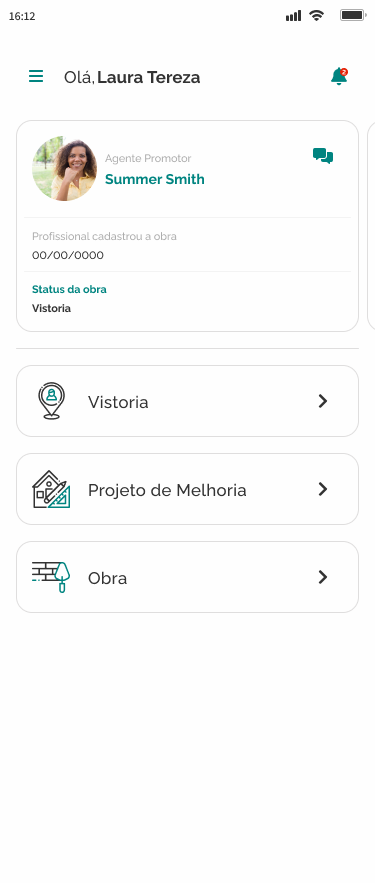 16:12
Olá, Laura Tereza
2
Agente Promotor
Summer Smith
Profissional cadastrou a obra
00/00/0000
Status da obra
Vistoria
Vistoria
Projeto de Melhoria
Obra